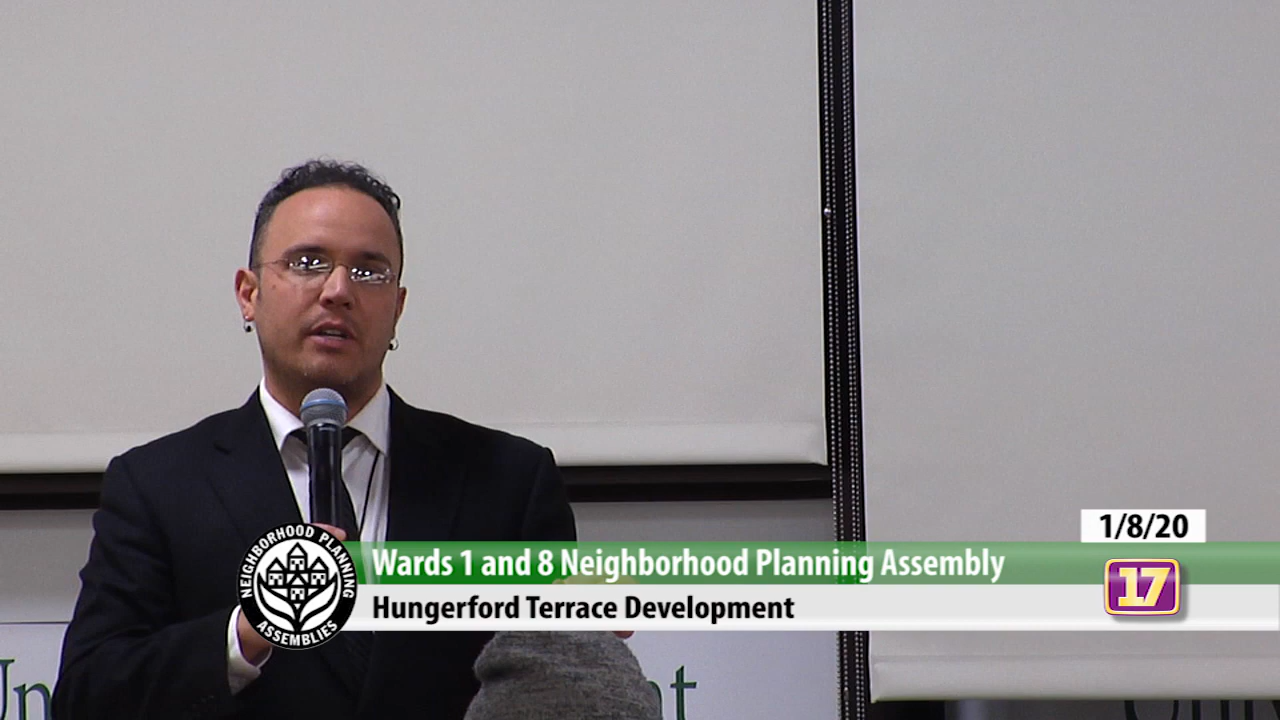 1/8/20
NEIGHBORHOOD PLANNING
ASSEMBLIES
Wards 1 and 8 Neighborhood Planning Assembly
Hungerford Terrace Development
17